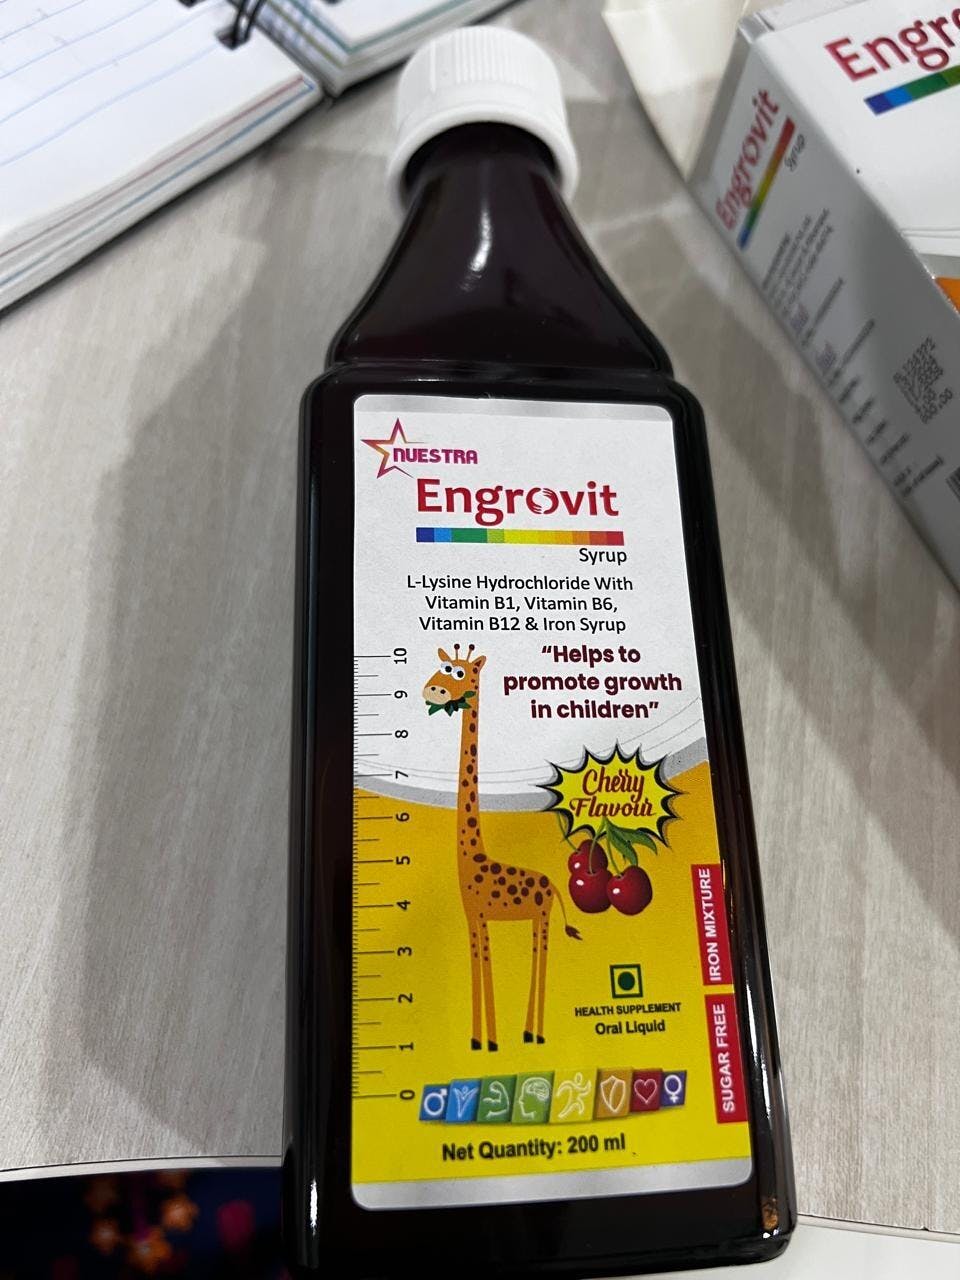 NUESTRA
Engrovit
Syrup
L-Lysine Hydrochloride With
Vitamin B1, Vitamin B6,
Vitamin B12 & Iron Syrup
"Helps to
promote growth
in children"
Cherry
Flavour
10
9
8
7
6
5
4
3
2
1
0
IRON MIXTURE
SUGAR FREE
HEALTH SUPPLEMENT
Oral Liquid
Net Quantity: 200 ml
Engrovit
Syrup
Engr